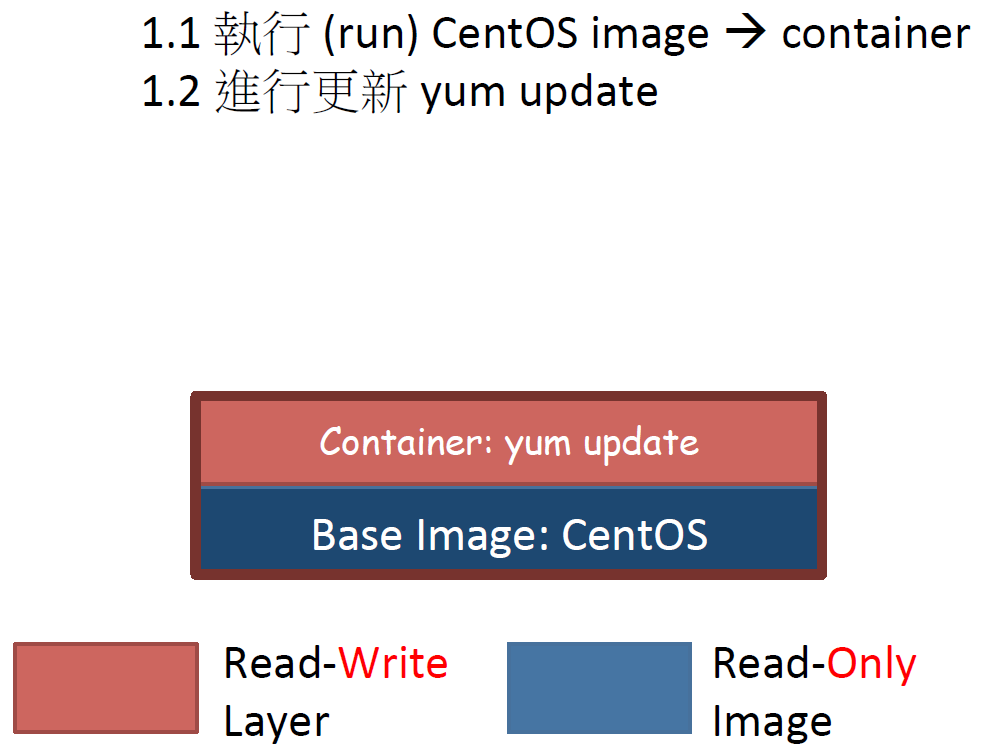 1.1 執行 (run) CentOS image → container
1.2 進行更新 yum update
Container: yum update
Base Image: CentOS
Read-Write
Layer
Read-Only
Image